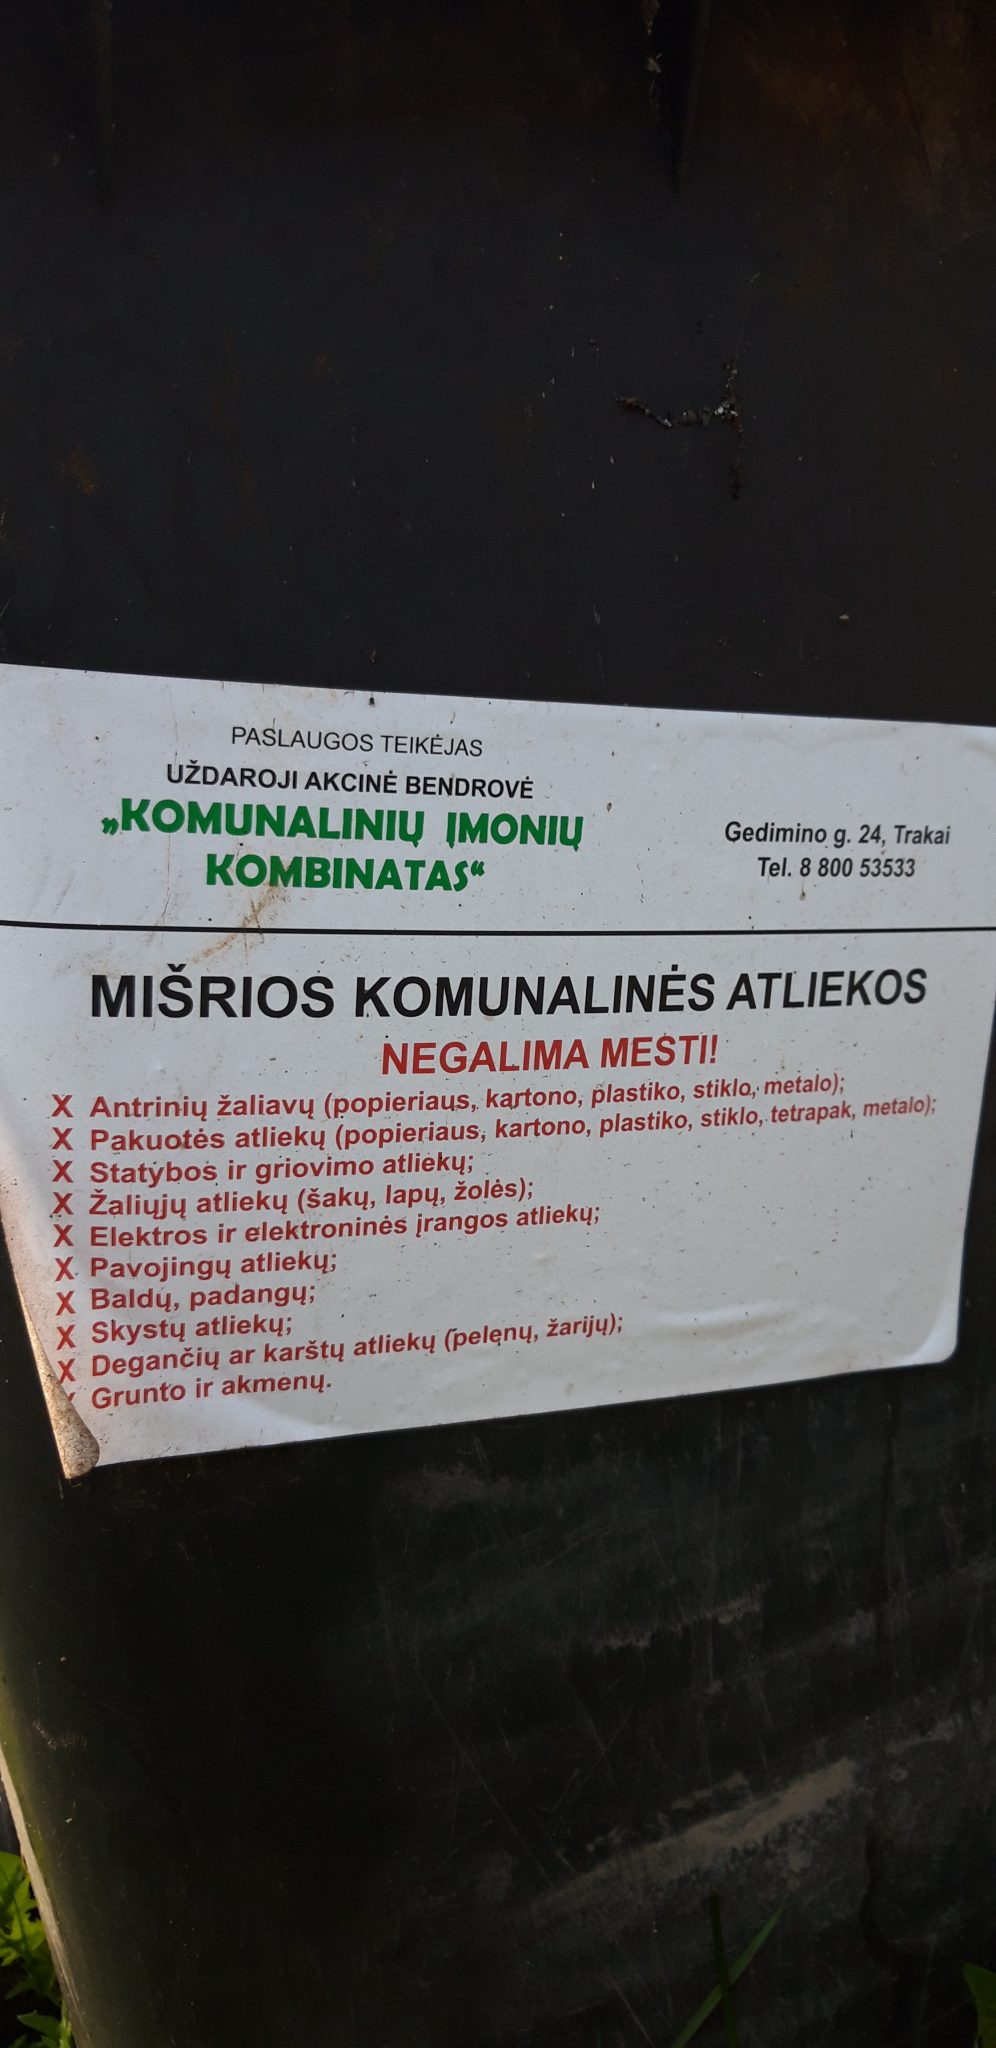 PASLAUGOS TEIKĖJAS
UŽDAROJI AKCINĖ BENDROVĖ
„KOMUNALINIŲ ĮMONIŲ
KOMBINATAS“
Gedimino g. 24, Trakai
Tel. 8 800 53533
MIŠRIOS KOMUNALINĖS ATLIEKOS
NEGALIMA MESTI!
X Antrinių žaliavų (popieriaus, kartono, plastiko, stiklo, metalo);
X Pakuotės atliekų (popieriaus, kartono, plastiko, stiklo, tetrapak, metalo);
X Statybos ir griovimo atliekų;
X Žaliųjų atliekų (šakų, lapų, žolės);
X Elektros ir elektroninės įrangos atliekų;
X Pavojingų atliekų;
X Baldų, padangų;
X Skystų atliekų;
X Degančių ar karštų atliekų (pelenų, žarijų);
X Grunto ir akmenų.